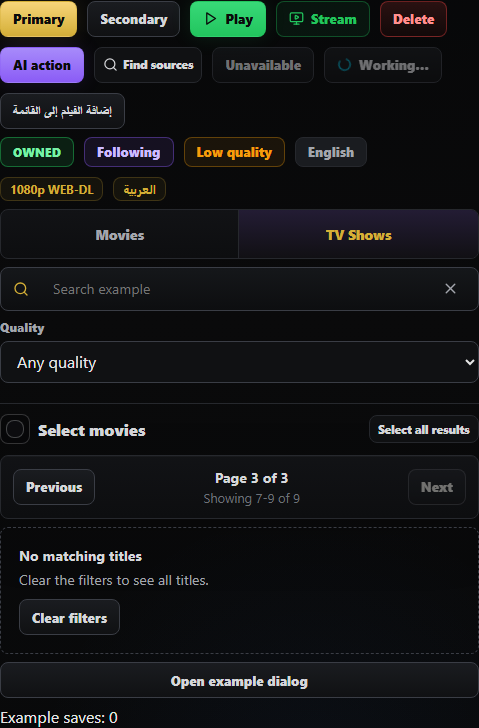 Primary Secondary Play Stream Delete
AI action Find sources Unavailable Working...
إضافة الفيلم إلى القائمة
OWNED Following Low quality English
1080p WEB-DL العربية
Movies TV Shows
Search example
Quality
Any quality
Select movies Select all results
Previous Page 3 of 3 Next
Showing 7-9 of 9
No matching titles
Clear the filters to see all titles.
Clear filters
Open example dialog
Example saves: 0